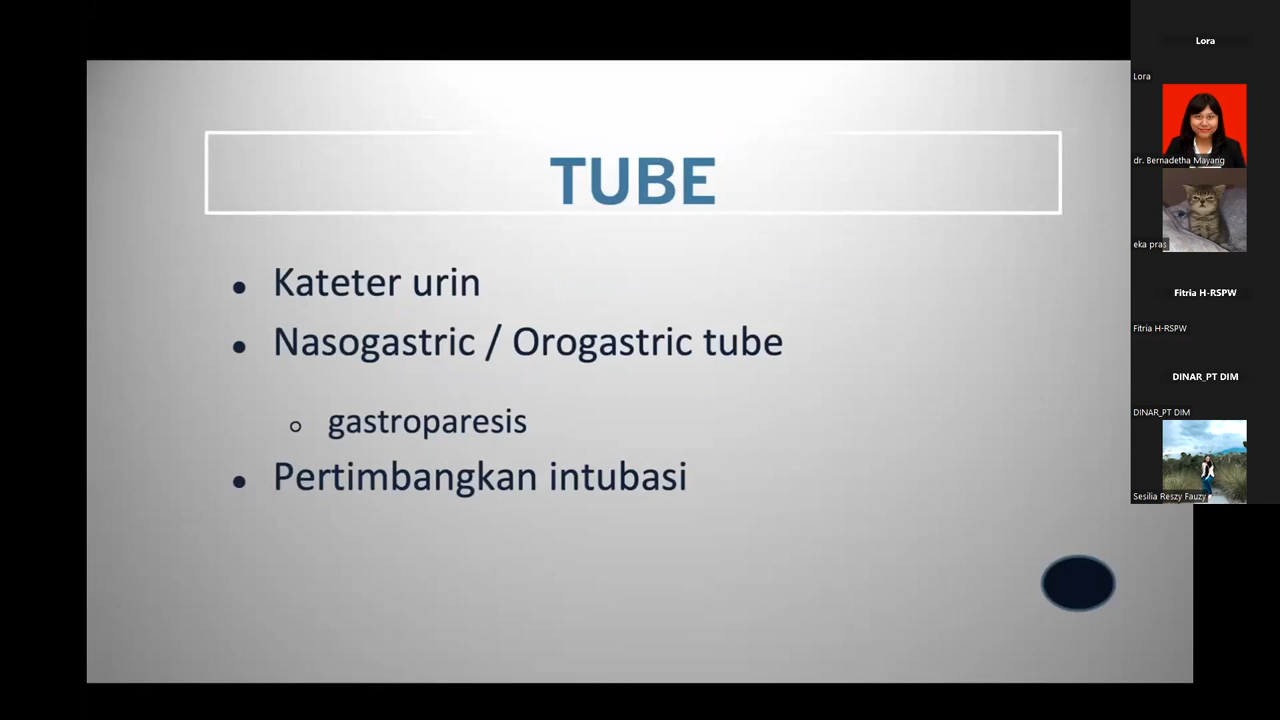 TUBE
Kateter urin
Nasogastric / Orogastric tube
gastroparesis
Pertimbangkan intubasi
Lora
Lora
dr. Bernadetha Mayang
eka pras
Fitria H-RSPW
Fitria H-RSPW
DINAR_PT DIM
DINAR_PT DIM
Sesilia Reszy Fauzy